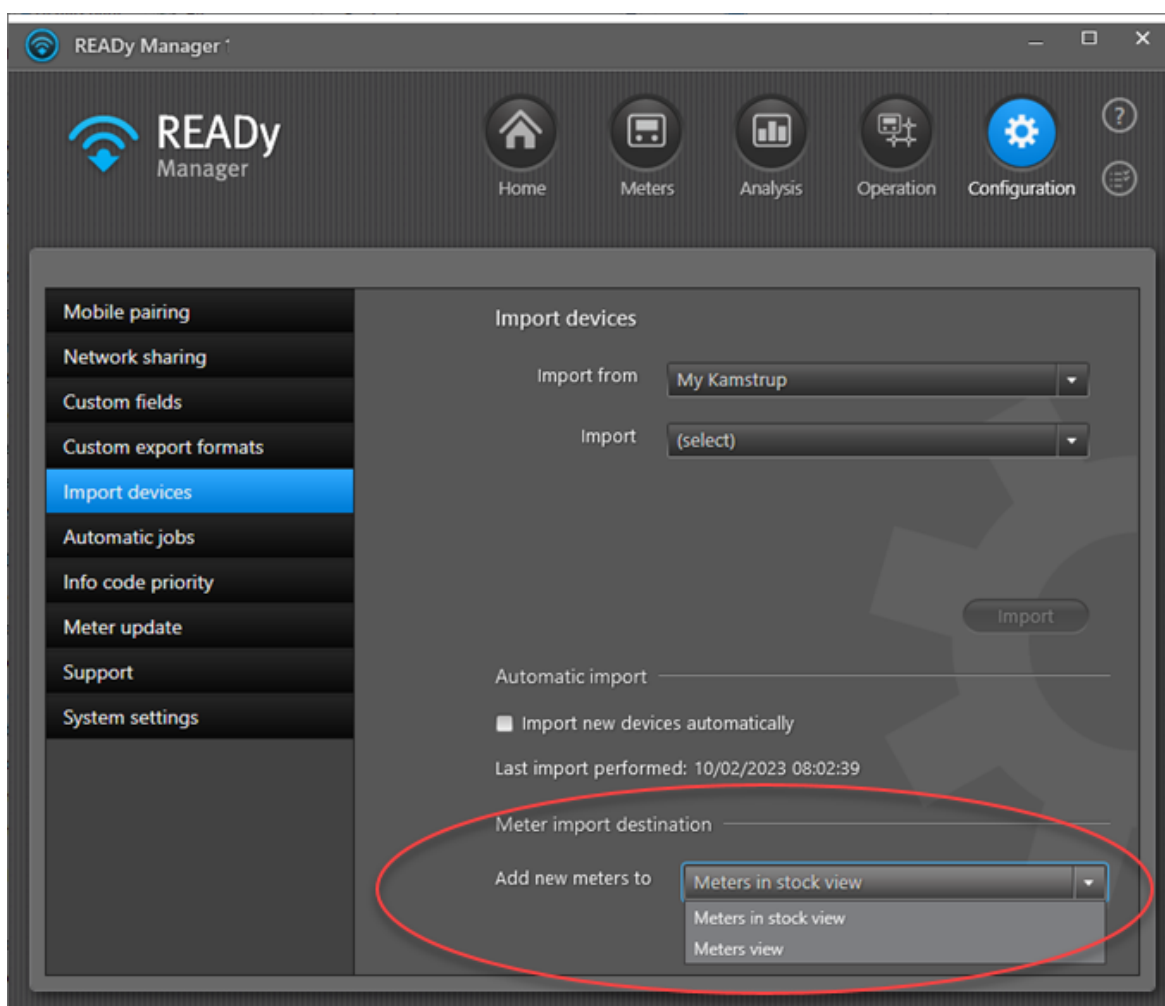 READy Manager
READy
Manager
Home
Meters
Analysis
Operation
Configuration
?
Mobile pairing
Network sharing
Custom fields
Custom export formats
Import devices
Automatic jobs
Info code priority
Meter update
Support
System settings
Import devices
Import from My Kamstrup
Import (select)
Import
Automatic import
Import new devices automatically
Last import performed: 10/02/2023 08:02:39
Meter import destination
Add new meters to Meters in stock view
Meters in stock view
Meters view